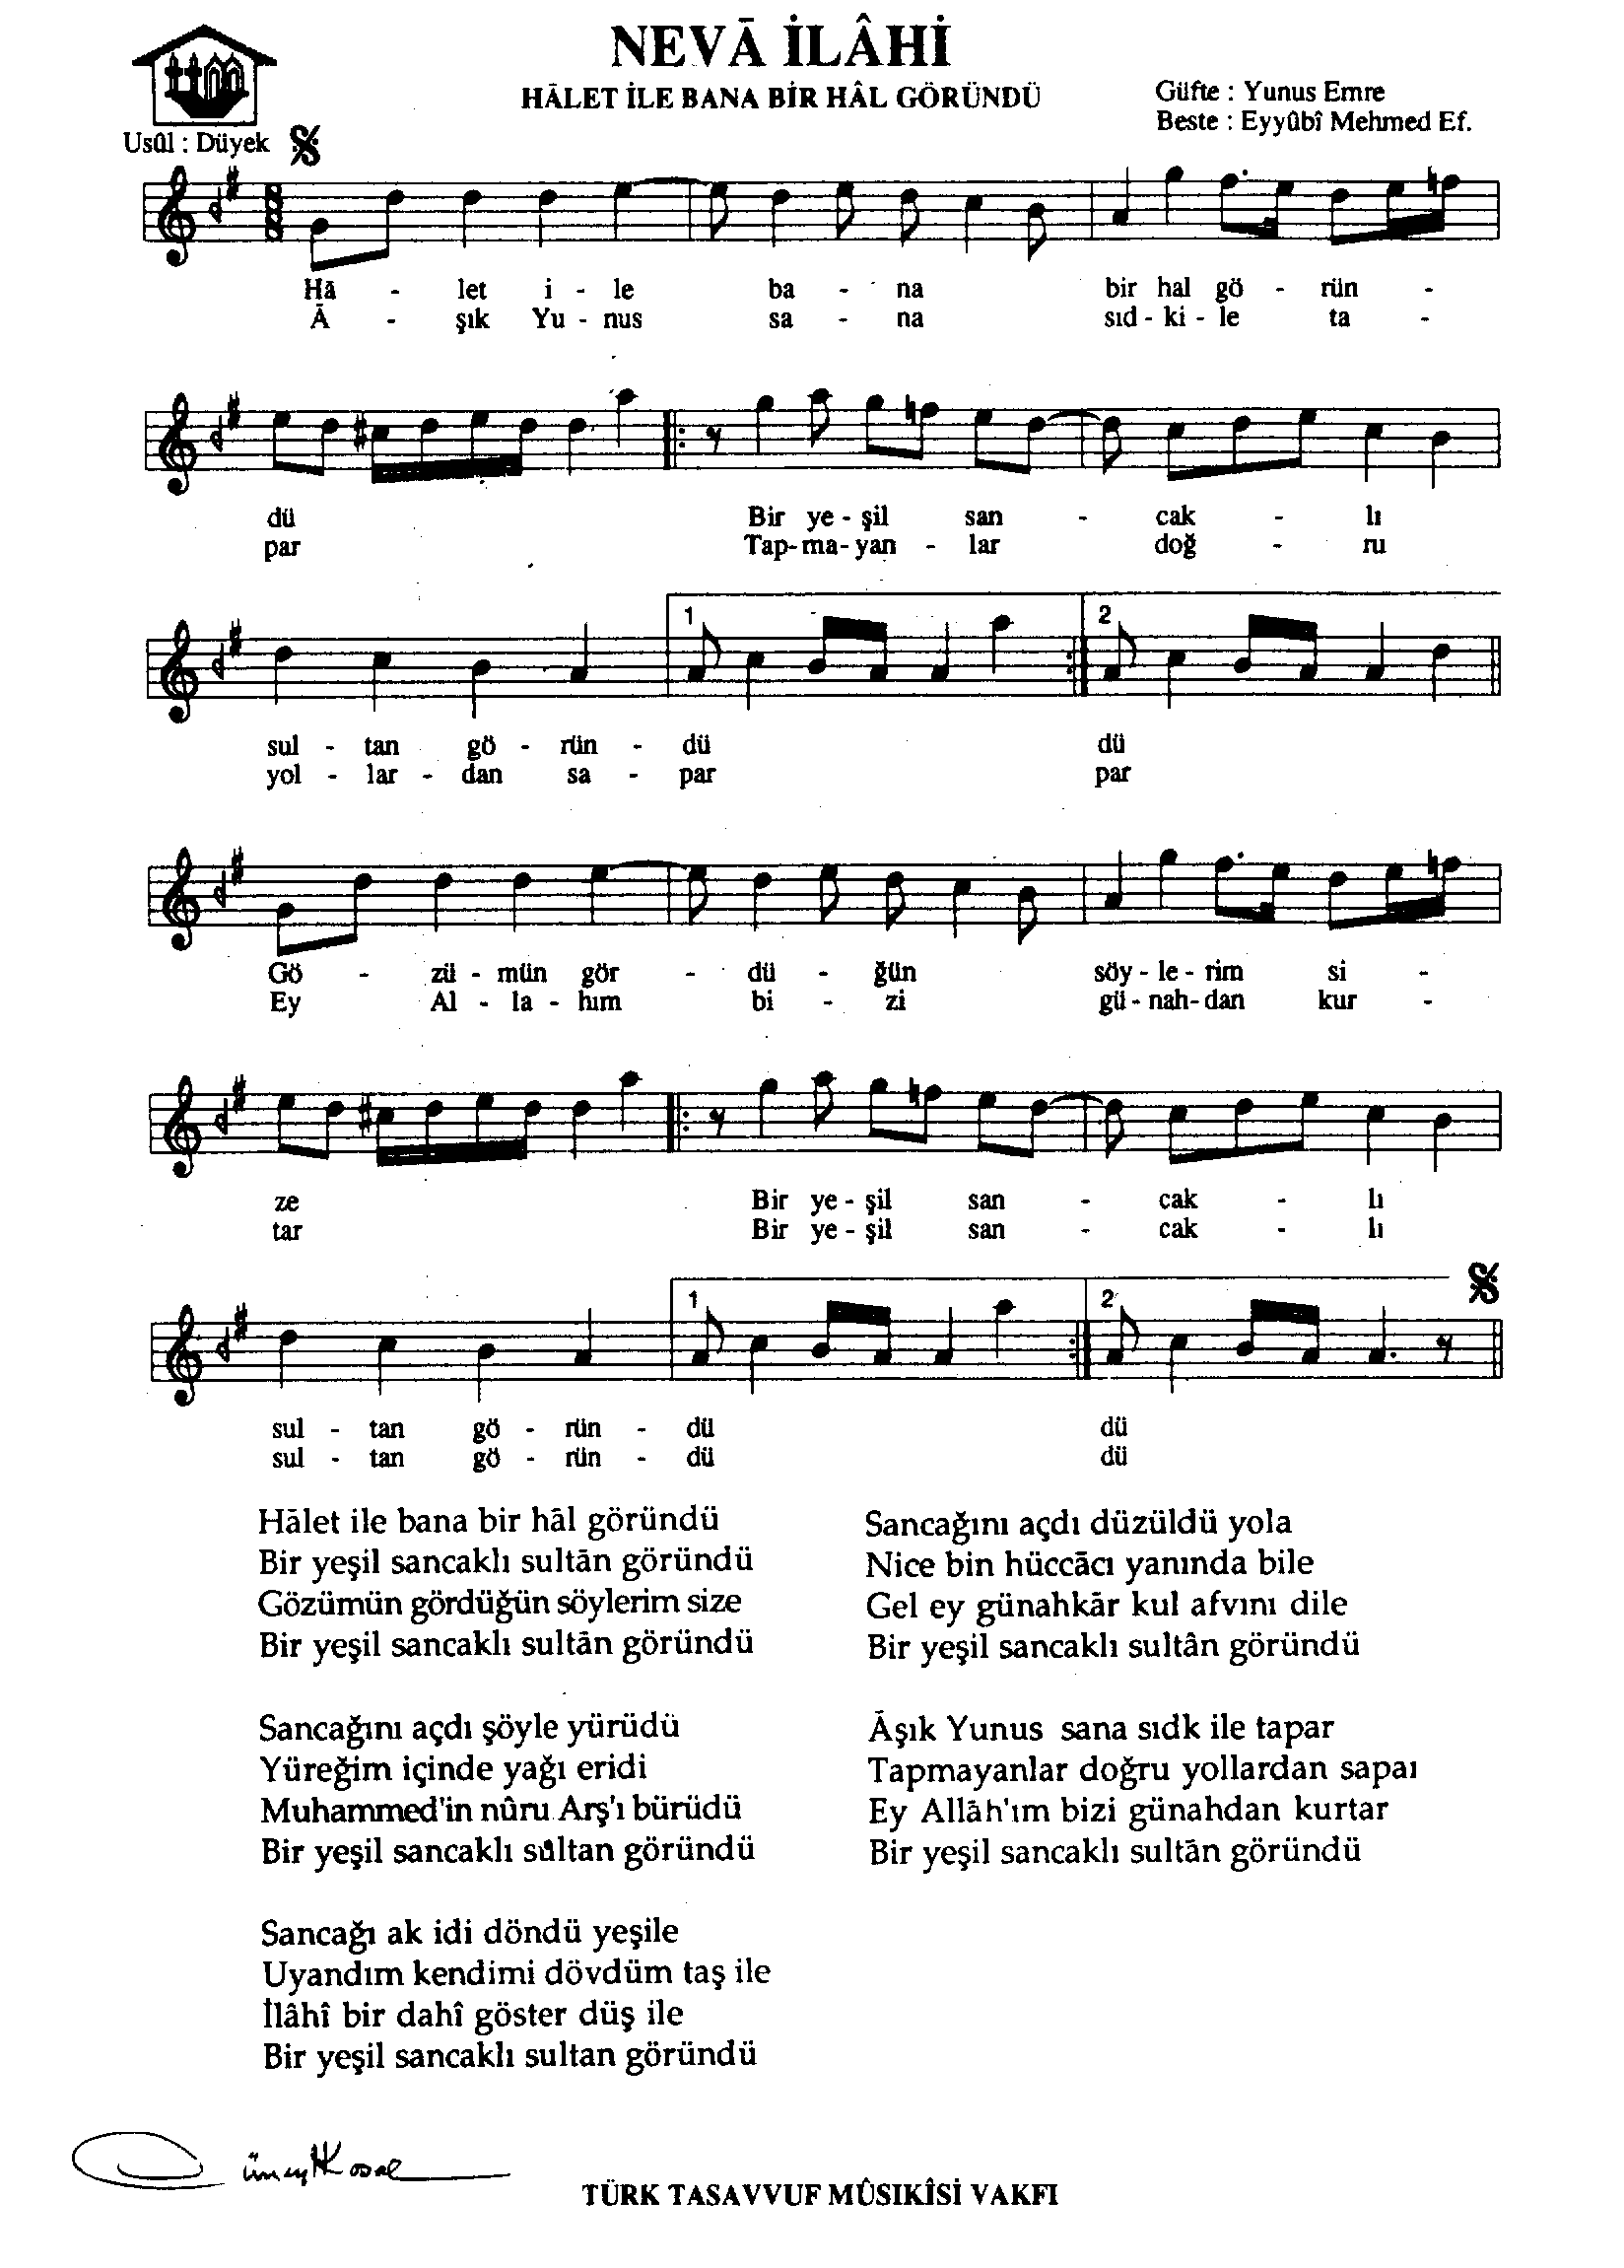 NEVĀ İLÂHİ
HĀLET İLE BANA BİR HÂL GÖRÜNDÜ
Güfte : Yunus Emre
Beste : Eyyûbî Mehmed Ef.
Usûl : Düyek
Hā - let i - le ba - na bir hal gö - rün -
Ā - şık Yu - nus sa - na sıd - ki - le ta -
dü Bir ye - şil san - cak - lı
par Tap - ma - yan - lar doğ - ru
1 2
sul - tan gö - rün - dü dü
yol - lar - dan sa - par par
Gö - zü - mün gör - dü - ğün söy - le - rim si -
Ey Al - la - hım bi - zi gü - nah - dan kur -
ze Bir ye - şil san - cak - lı
tar Bir ye - şil san - cak - lı
1 2
sul - tan gö - rün - dü dü
sul - tan gö - rün - dü dü
Hālet ile bana bir hāl göründü
Bir yeşil sancaklı sultān göründü
Gözümün gördüğün söylerim size
Bir yeşil sancaklı sultān göründü
Sancağını açdı şöyle yürüdü
Yüreğim içinde yağı eridi
Muhammed'in nûru Arş'ı bürüdü
Bir yeşil sancaklı sultan göründü
Sancağı ak idi döndü yeşile
Uyandım kendimi dövdüm taş ile
İlâhî bir dahî göster düş ile
Bir yeşil sancaklı sultan göründü
Sancağını açdı düzüldü yola
Nice bin hüccācı yanında bile
Gel ey günahkār kul afvını dile
Bir yeşil sancaklı sultân göründü
Āşık Yunus sana sıdk ile tapar
Tapmayanlar doğru yollardan sapar
Ey Allāh'ım bizi günahdan kurtar
Bir yeşil sancaklı sultān göründü
TÜRK TASAVVUF MÛSIKÎSİ VAKFI